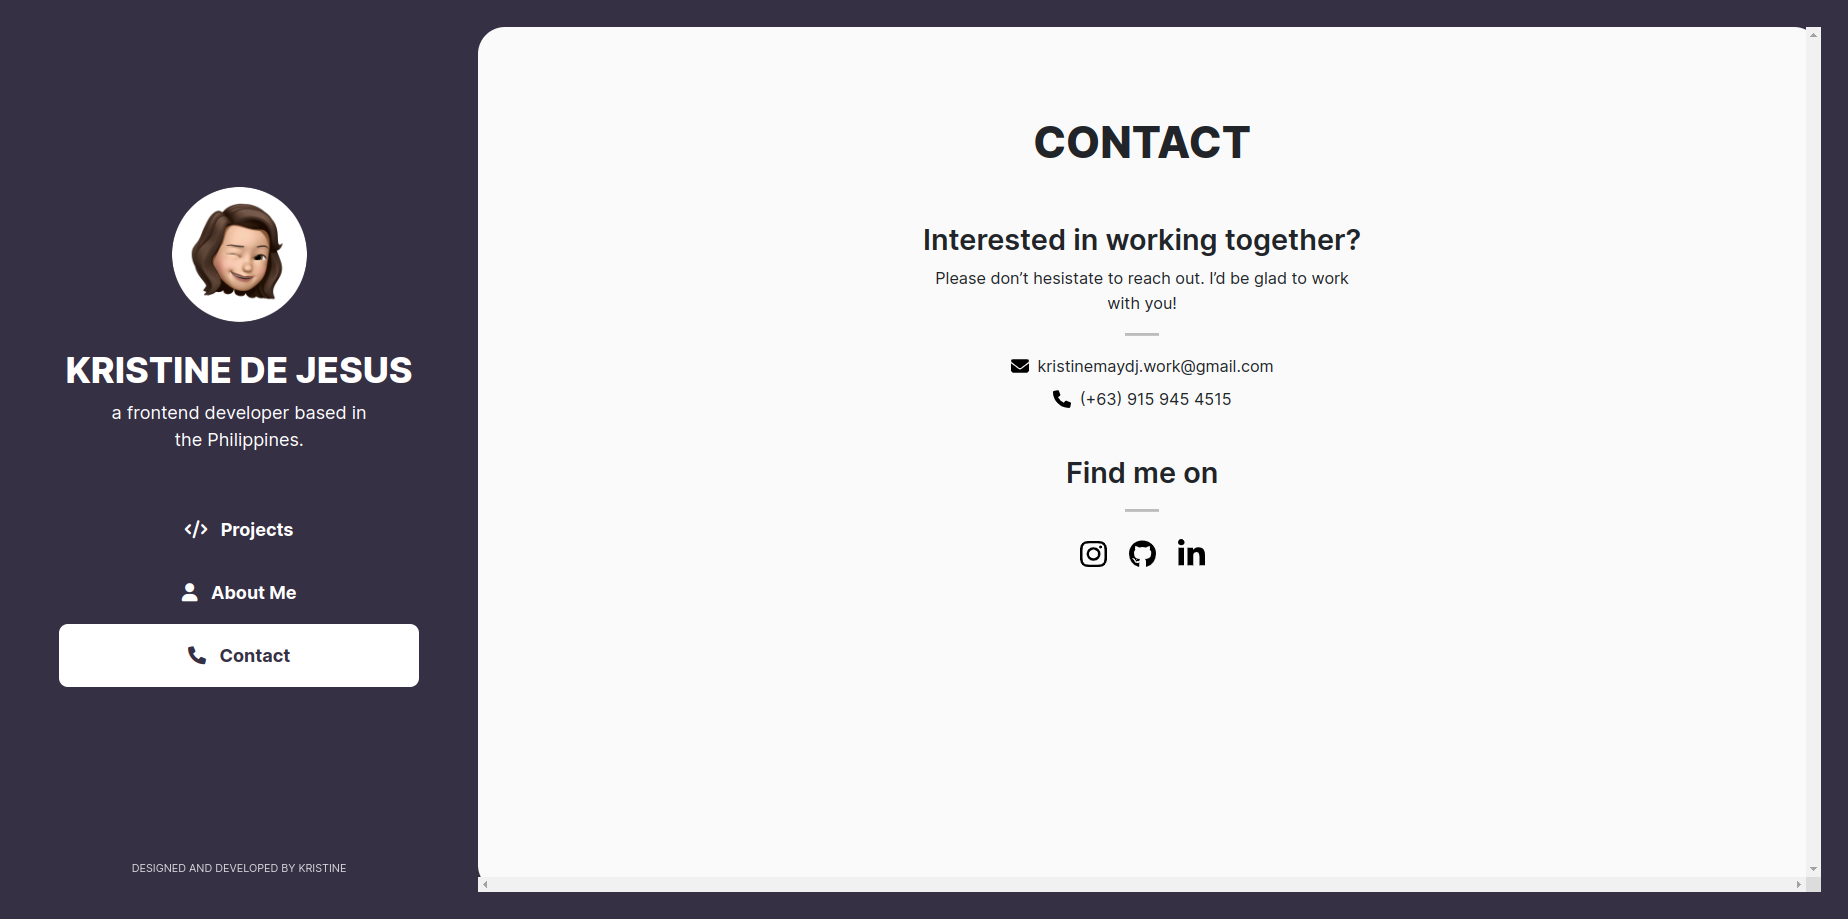 KRISTINE DE JESUS
a frontend developer based in
the Philippines.
Projects
About Me
Contact
DESIGNED AND DEVELOPED BY KRISTINE
CONTACT
Interested in working together?
Please don’t hesistate to reach out. I’d be glad to work
with you!
kristinemaydj.work@gmail.com
(+63) 915 945 4515
Find me on